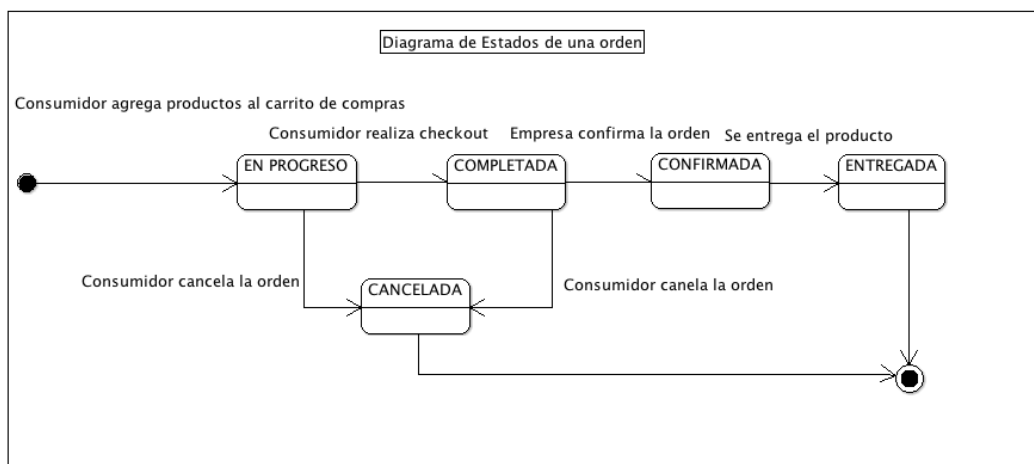 Diagrama de Estados de una orden
Consumidor agrega productos al carrito de compras
Consumidor realiza checkout
Empresa confirma la orden
Se entrega el producto
EN PROGRESO
COMPLETADA
CONFIRMADA
ENTREGADA
Consumidor cancela la orden
CANCELADA
Consumidor canela la orden